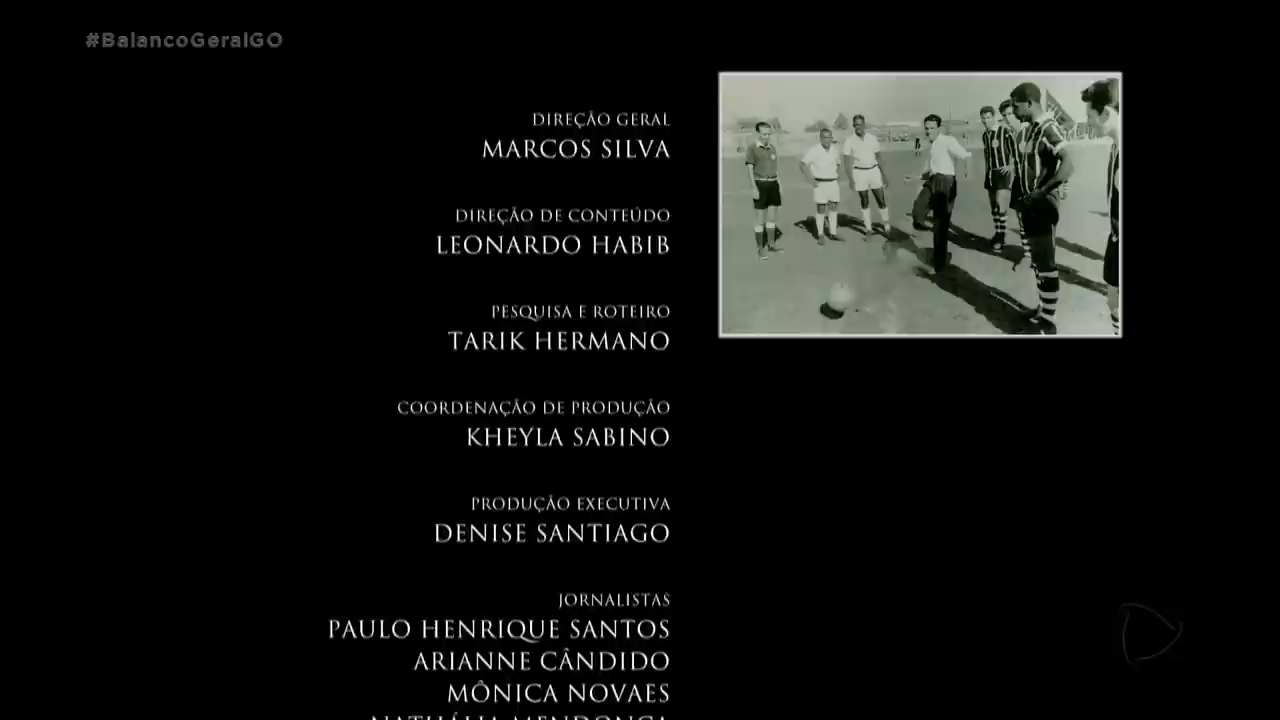 #BalancoGeralGO
DIREÇÃO GERAL
MARCOS SILVA
DIREÇÃO DE CONTEÚDO
LEONARDO HABIB
PESQUISA E ROTEIRO
TARIK HERMANO
COORDENAÇÃO DE PRODUÇÃO
KHEYLA SABINO
PRODUÇÃO EXECUTIVA
DENISE SANTIAGO
JORNALISTAS
PAULO HENRIQUE SANTOS
ARIANNE CÂNDIDO
MÔNICA NOVAES